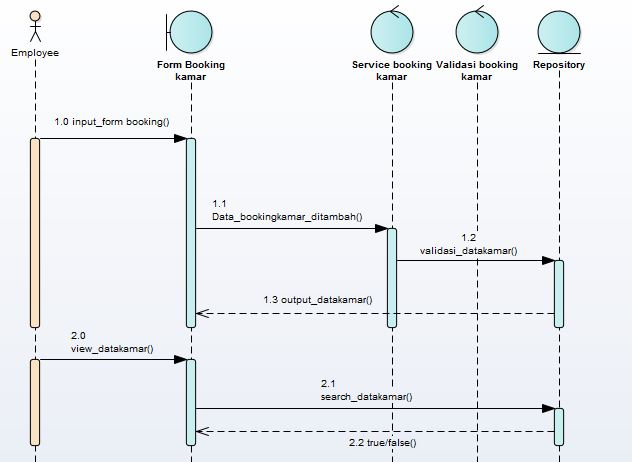 Employee
Form Booking
kamar
Service booking
kamar
Validasi booking
kamar
Repository
1.0 input_form booking()
1.1
Data_bookingkamar_ditambah()
1.2
validasi_datakamar()
1.3 output_datakamar()
2.0
view_datakamar()
2.1
search_datakamar()
2.2 true/false()